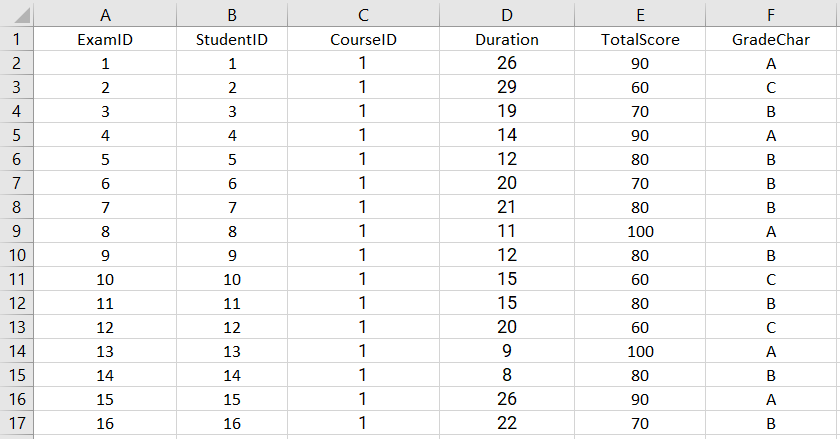 A B C D E F
1 ExamID StudentID CourseID Duration TotalScore GradeChar
2 1 1 1 26 90 A
3 2 2 1 29 60 C
4 3 3 1 19 70 B
5 4 4 1 14 90 A
6 5 5 1 12 80 B
7 6 6 1 20 70 B
8 7 7 1 21 80 B
9 8 8 1 11 100 A
10 9 9 1 12 80 B
11 10 10 1 15 60 C
12 11 11 1 15 80 B
13 12 12 1 20 60 C
14 13 13 1 9 100 A
15 14 14 1 8 80 B
16 15 15 1 26 90 A
17 16 16 1 22 70 B